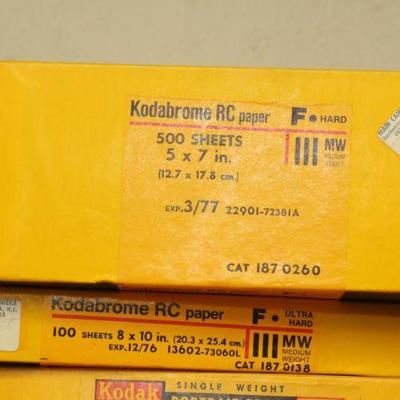 Kodabrome RC paper F• HARD
500 SHEETS
5 x 7 in.
(12.7 x 17.8 cm.)
III MW
MEDIUM
WEIGHT
EXP. 3/77 22901-72381A
CAT 187 0260
MAIN
Kodabrome RC paper F• ULTRA
HARD
100 SHEETS 8 x 10 in. (20.3 x 25.4 cm.)
EXP. 12/76 13602-73060L
III MW
MEDIUM
WEIGHT
CAT 187 0138
Kodak SINGLE WEIGHT